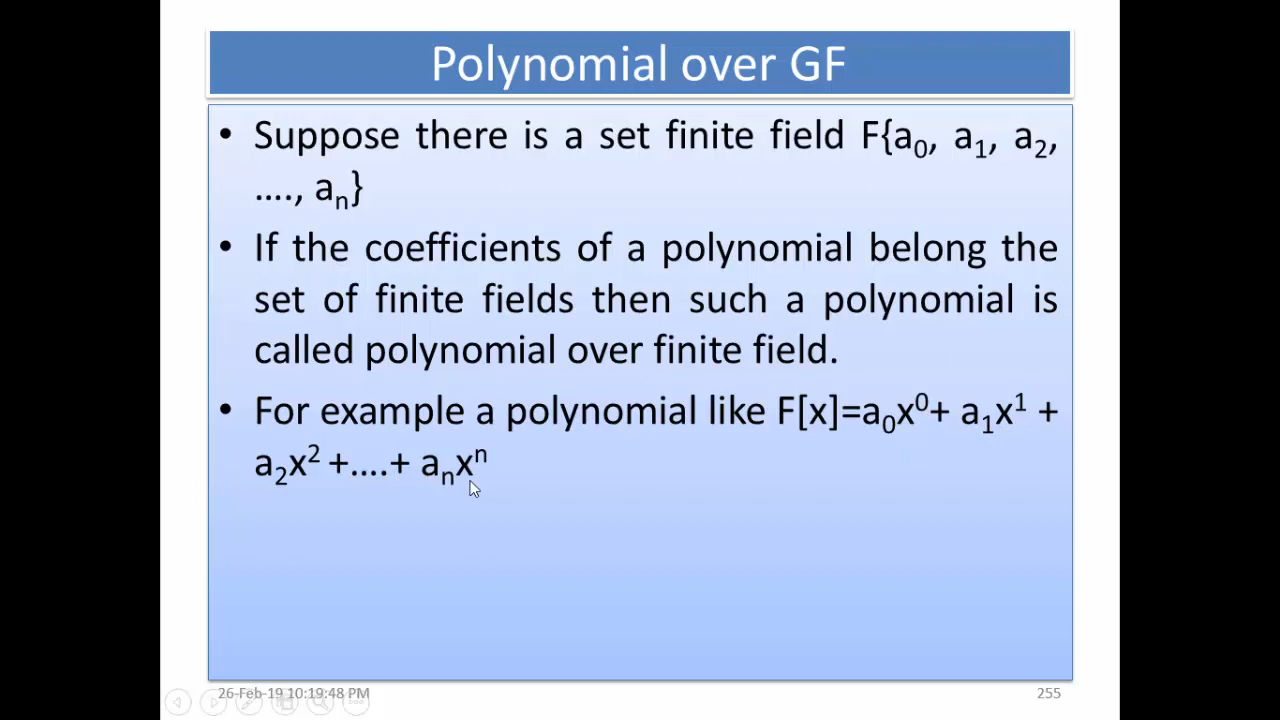 Polynomial over GF
• Suppose there is a set finite field F{a₀, a₁, a₂,
...., aₙ}
• If the coefficients of a polynomial belong the
set of finite fields then such a polynomial is
called polynomial over finite field.
• For example a polynomial like F[x]=a₀x⁰+ a₁x¹ +
a₂x² +....+ aₙxⁿ
26-Feb-19 10:19:48 PM
255